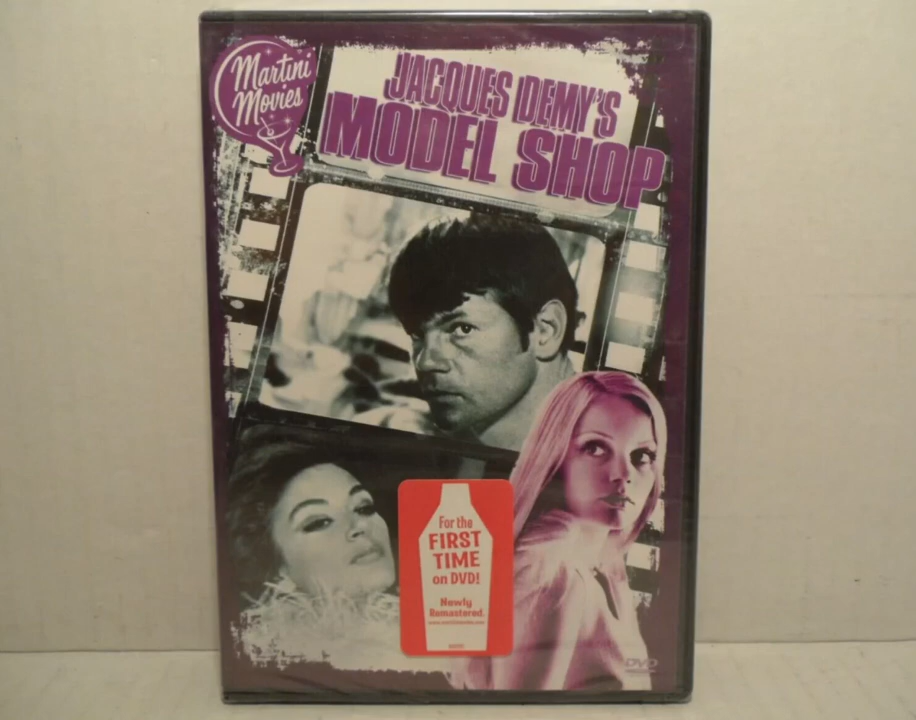 Martini
Movies
JACQUES DEMY'S
MODEL SHOP
For the
FIRST
TIME
on DVD!
Newly
Remastered.
DVD